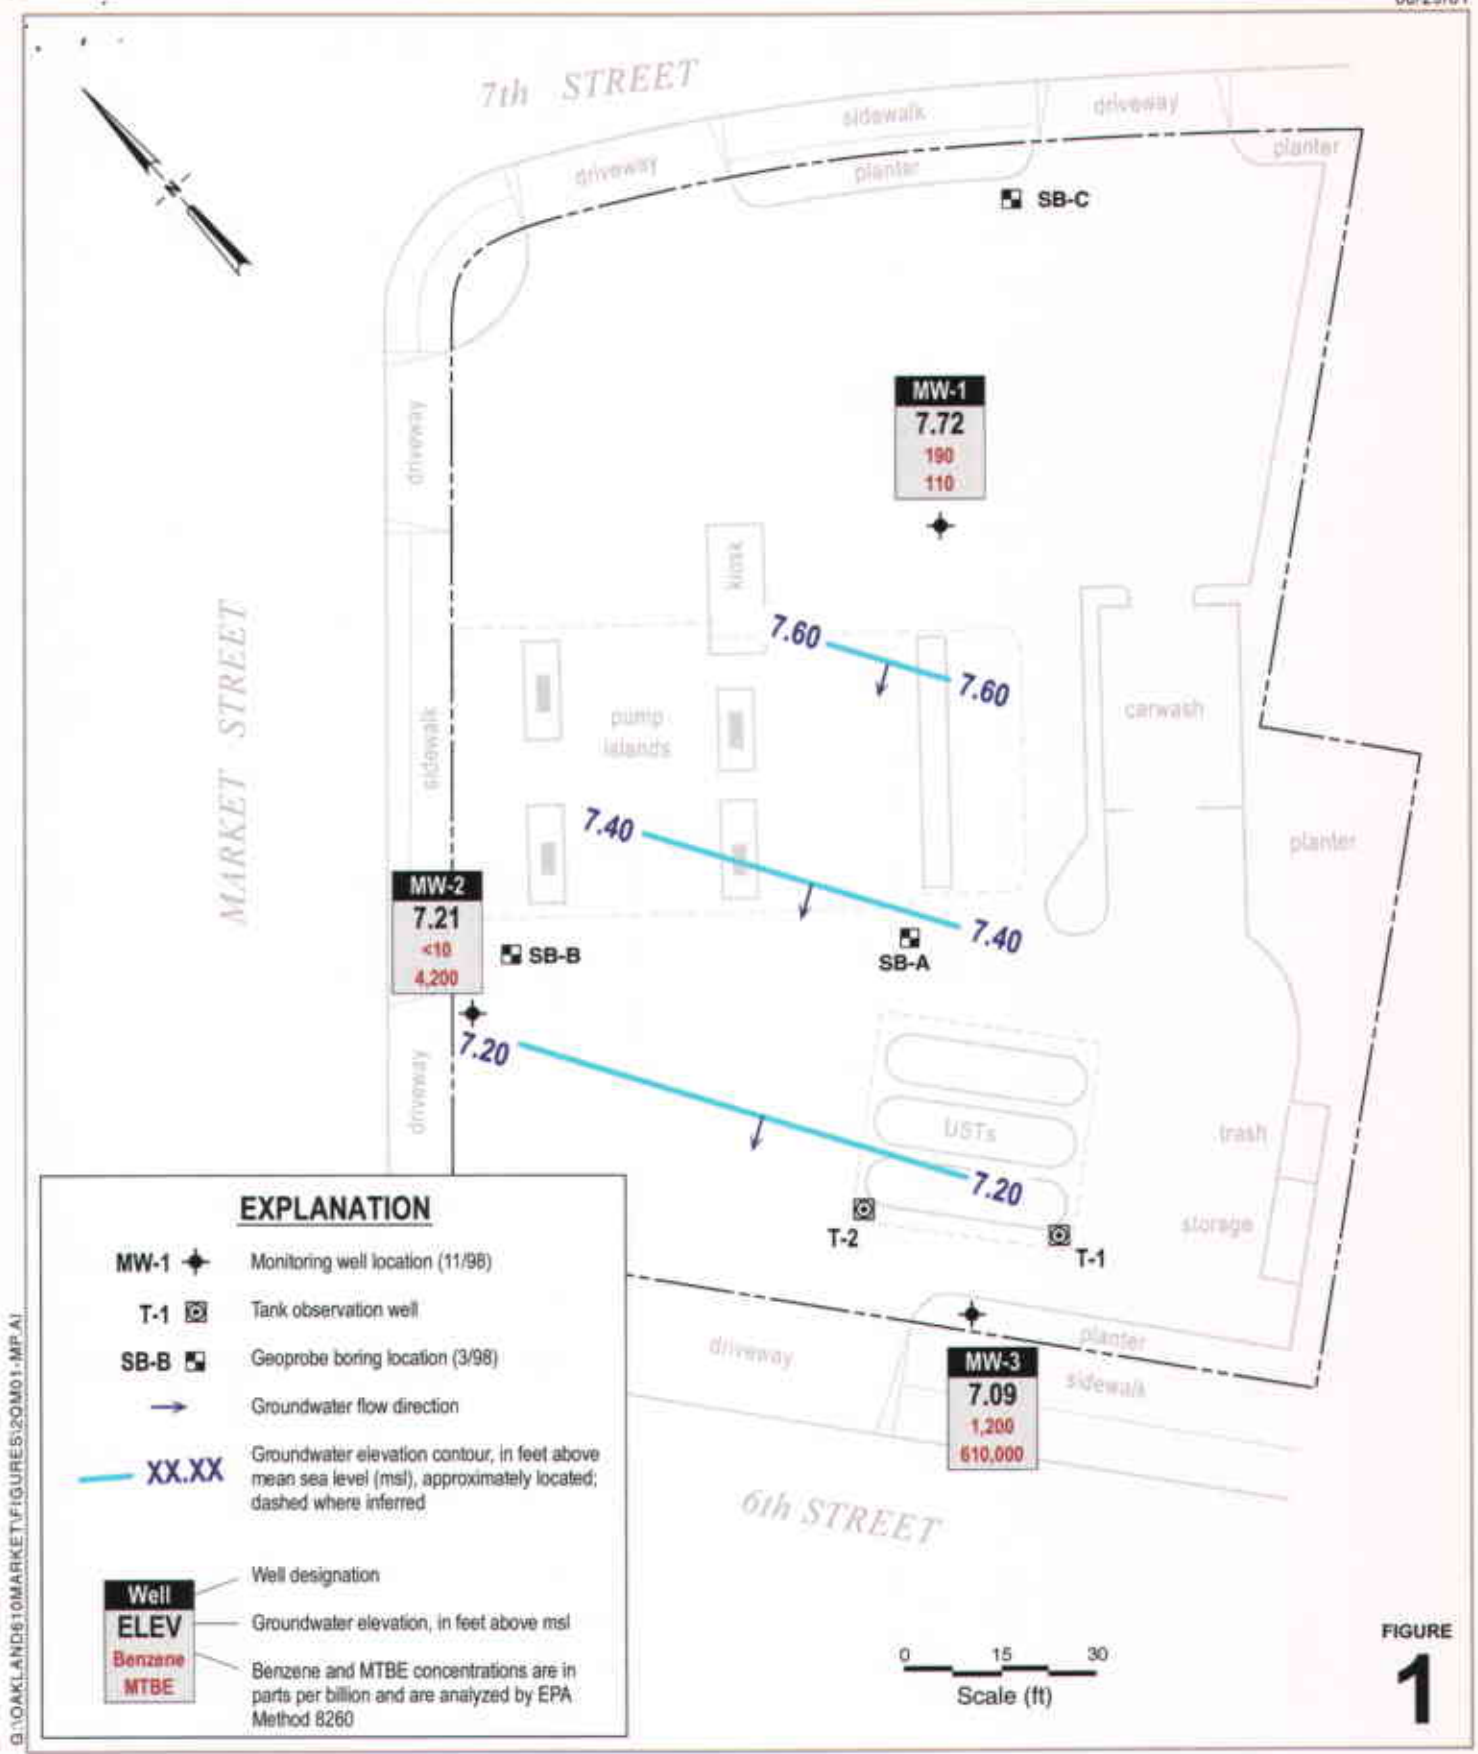 7th STREET
sidewalk
driveway
driveway
planter
planter
SB-C
MW-1
7.72
190
110
driveway
kiosk
7.60
7.60
MARKET STREET
sidewalk
pump
islands
carwash
7.40
planter
MW-2
7.21
<10
4,200
SB-B
7.40
SB-A
7.20
driveway
USTs
trash
7.20
storage
T-2
T-1
EXPLANATION
MW-1 Monitoring well location (11/98)
T-1 Tank observation well
SB-B Geoprobe boring location (3/98)
Groundwater flow direction
XX.XX Groundwater elevation contour, in feet above
mean sea level (msl), approximately located;
dashed where inferred
Well
ELEV
Benzene
MTBE
Well designation
Groundwater elevation, in feet above msl
Benzene and MTBE concentrations are in
parts per billion and are analyzed by EPA
Method 8260
driveway
planter
sidewalk
MW-3
7.09
1,200
610,000
6th STREET
0 15 30
Scale (ft)
FIGURE
1
G:\OAKLAND610MARKET\FIGURES\2QM01-MP.AI